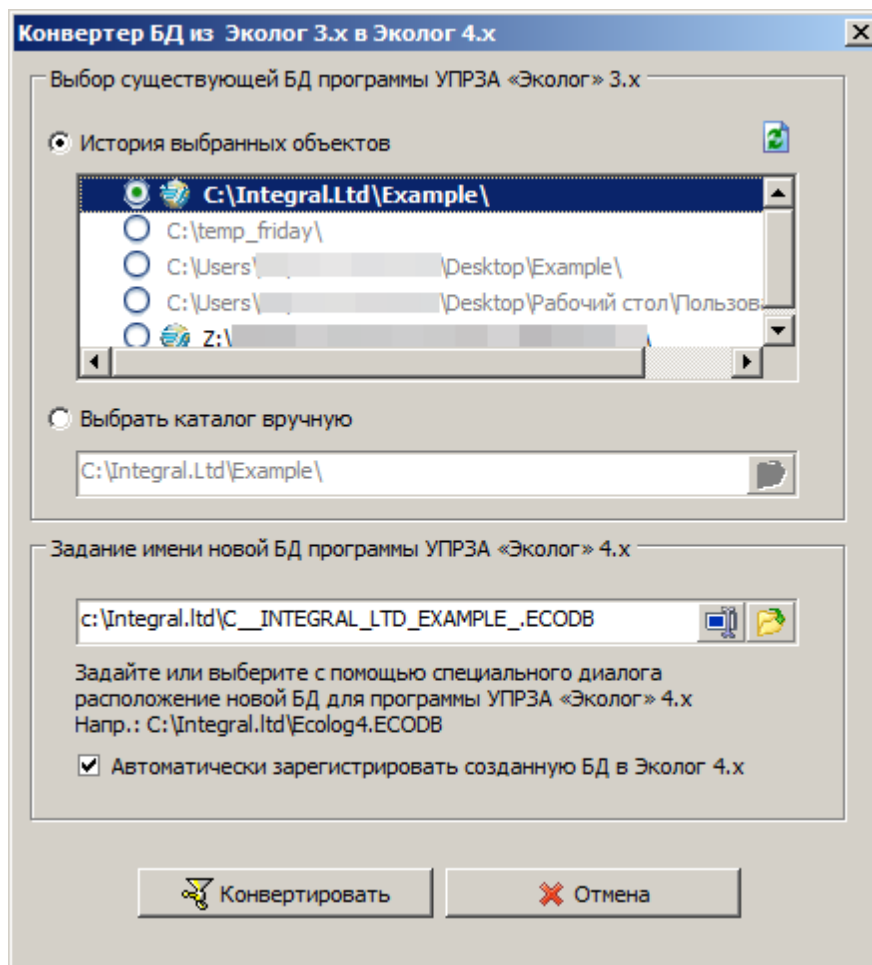 Конвертер БД из Эколог 3.x в Эколог 4.x
Выбор существующей БД программы УПРЗА «Эколог» 3.x
История выбранных объектов
C:\Integral.Ltd\Example\
C:\temp_friday\
C:\Users\ \Desktop\Example\
C:\Users\ \Desktop\Рабочий стол\
Z:\ \
Выбрать каталог вручную
C:\Integral.Ltd\Example\
Задание имени новой БД программы УПРЗА «Эколог» 4.x
c:\Integral.ltd\C__INTEGRAL_LTD_EXAMPLE_.ECODB
Задайте или выберите с помощью специального диалога
расположение новой БД для программы УПРЗА «Эколог» 4.x
Напр.: C:\Integral.ltd\Ecolog4.ECODB
Автоматически зарегистрировать созданную БД в Эколог 4.x
Конвертировать
Отмена